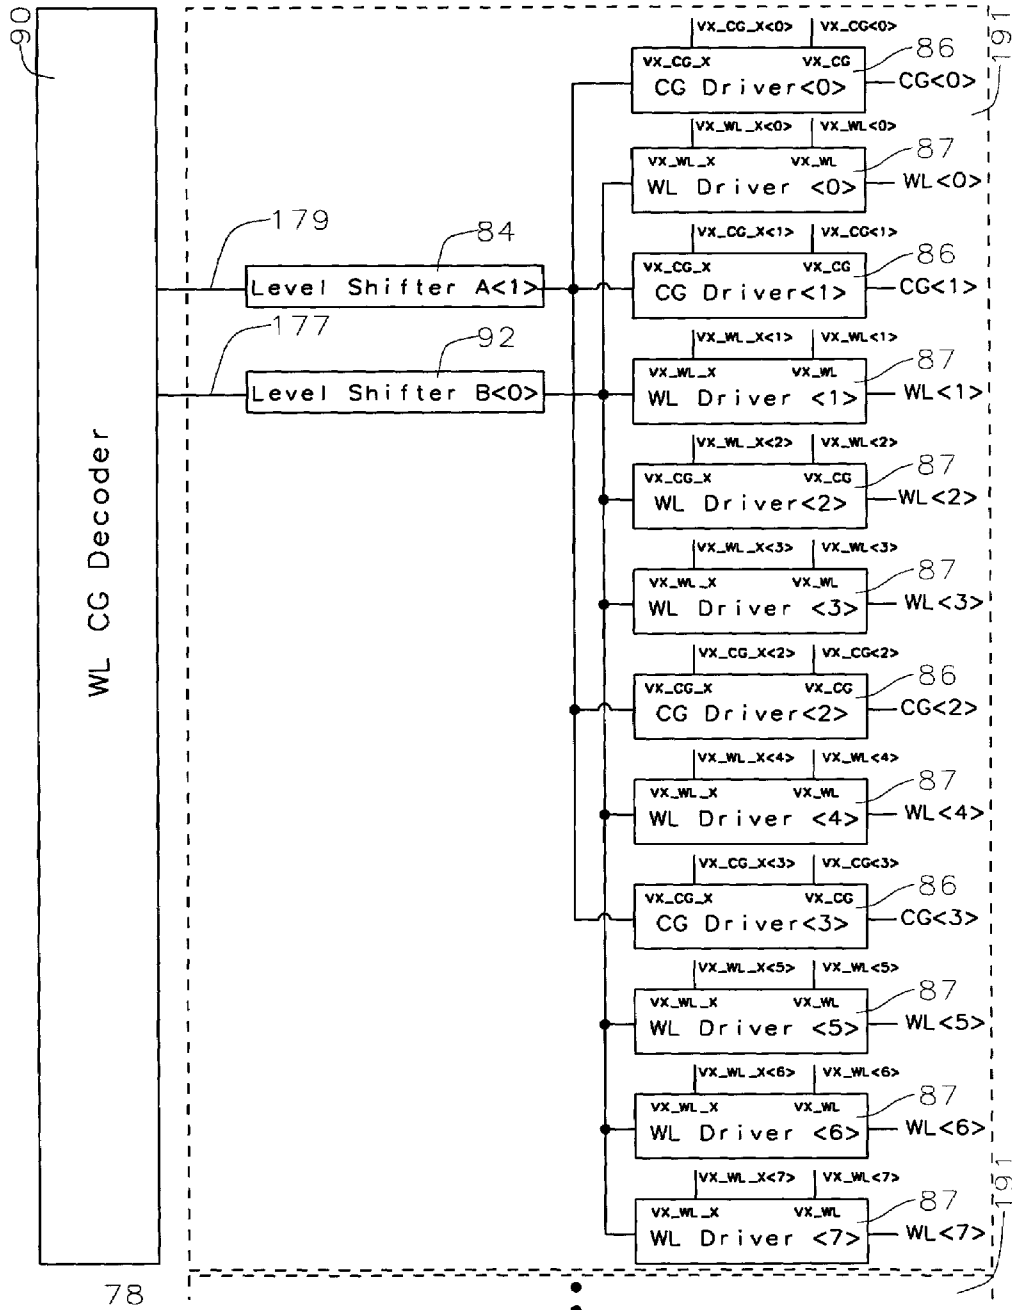 90
WL CG Decoder
78
191
VX_CG_X<0> VX_CG<0>
VX_CG_X VX_CG
CG Driver<0>
86
CG<0>
VX_WL_X<0> VX_WL<0>
VX_WL_X VX_WL
WL Driver <0>
87
WL<0>
179
84
Level Shifter A<1>
VX_CG_X<1> VX_CG<1>
VX_CG_X VX_CG
CG Driver<1>
86
CG<1>
177
92
Level Shifter B<0>
VX_WL_X<1> VX_WL<1>
VX_WL_X VX_WL
WL Driver <1>
87
WL<1>
VX_WL_X<2> VX_WL<2>
VX_CG_X VX_CG
WL Driver<2>
87
WL<2>
VX_WL_X<3> VX_WL<3>
VX_WL_X VX_WL
WL Driver <3>
87
WL<3>
VX_CG_X<2> VX_CG<2>
VX_CG_X VX_CG
CG Driver<2>
86
CG<2>
VX_WL_X<4> VX_WL<4>
VX_WL_X VX_WL
WL Driver <4>
87
WL<4>
VX_CG_X<3> VX_CG<3>
VX_CG_X VX_CG
CG Driver<3>
86
CG<3>
VX_WL_X<5> VX_WL<5>
VX_WL_X VX_WL
WL Driver <5>
87
WL<5>
VX_WL_X<6> VX_WL<6>
VX_WL_X VX_WL
WL Driver <6>
87
WL<6>
VX_WL_X<7> VX_WL<7>
VX_WL_X VX_WL
WL Driver <7>
87
WL<7>
191